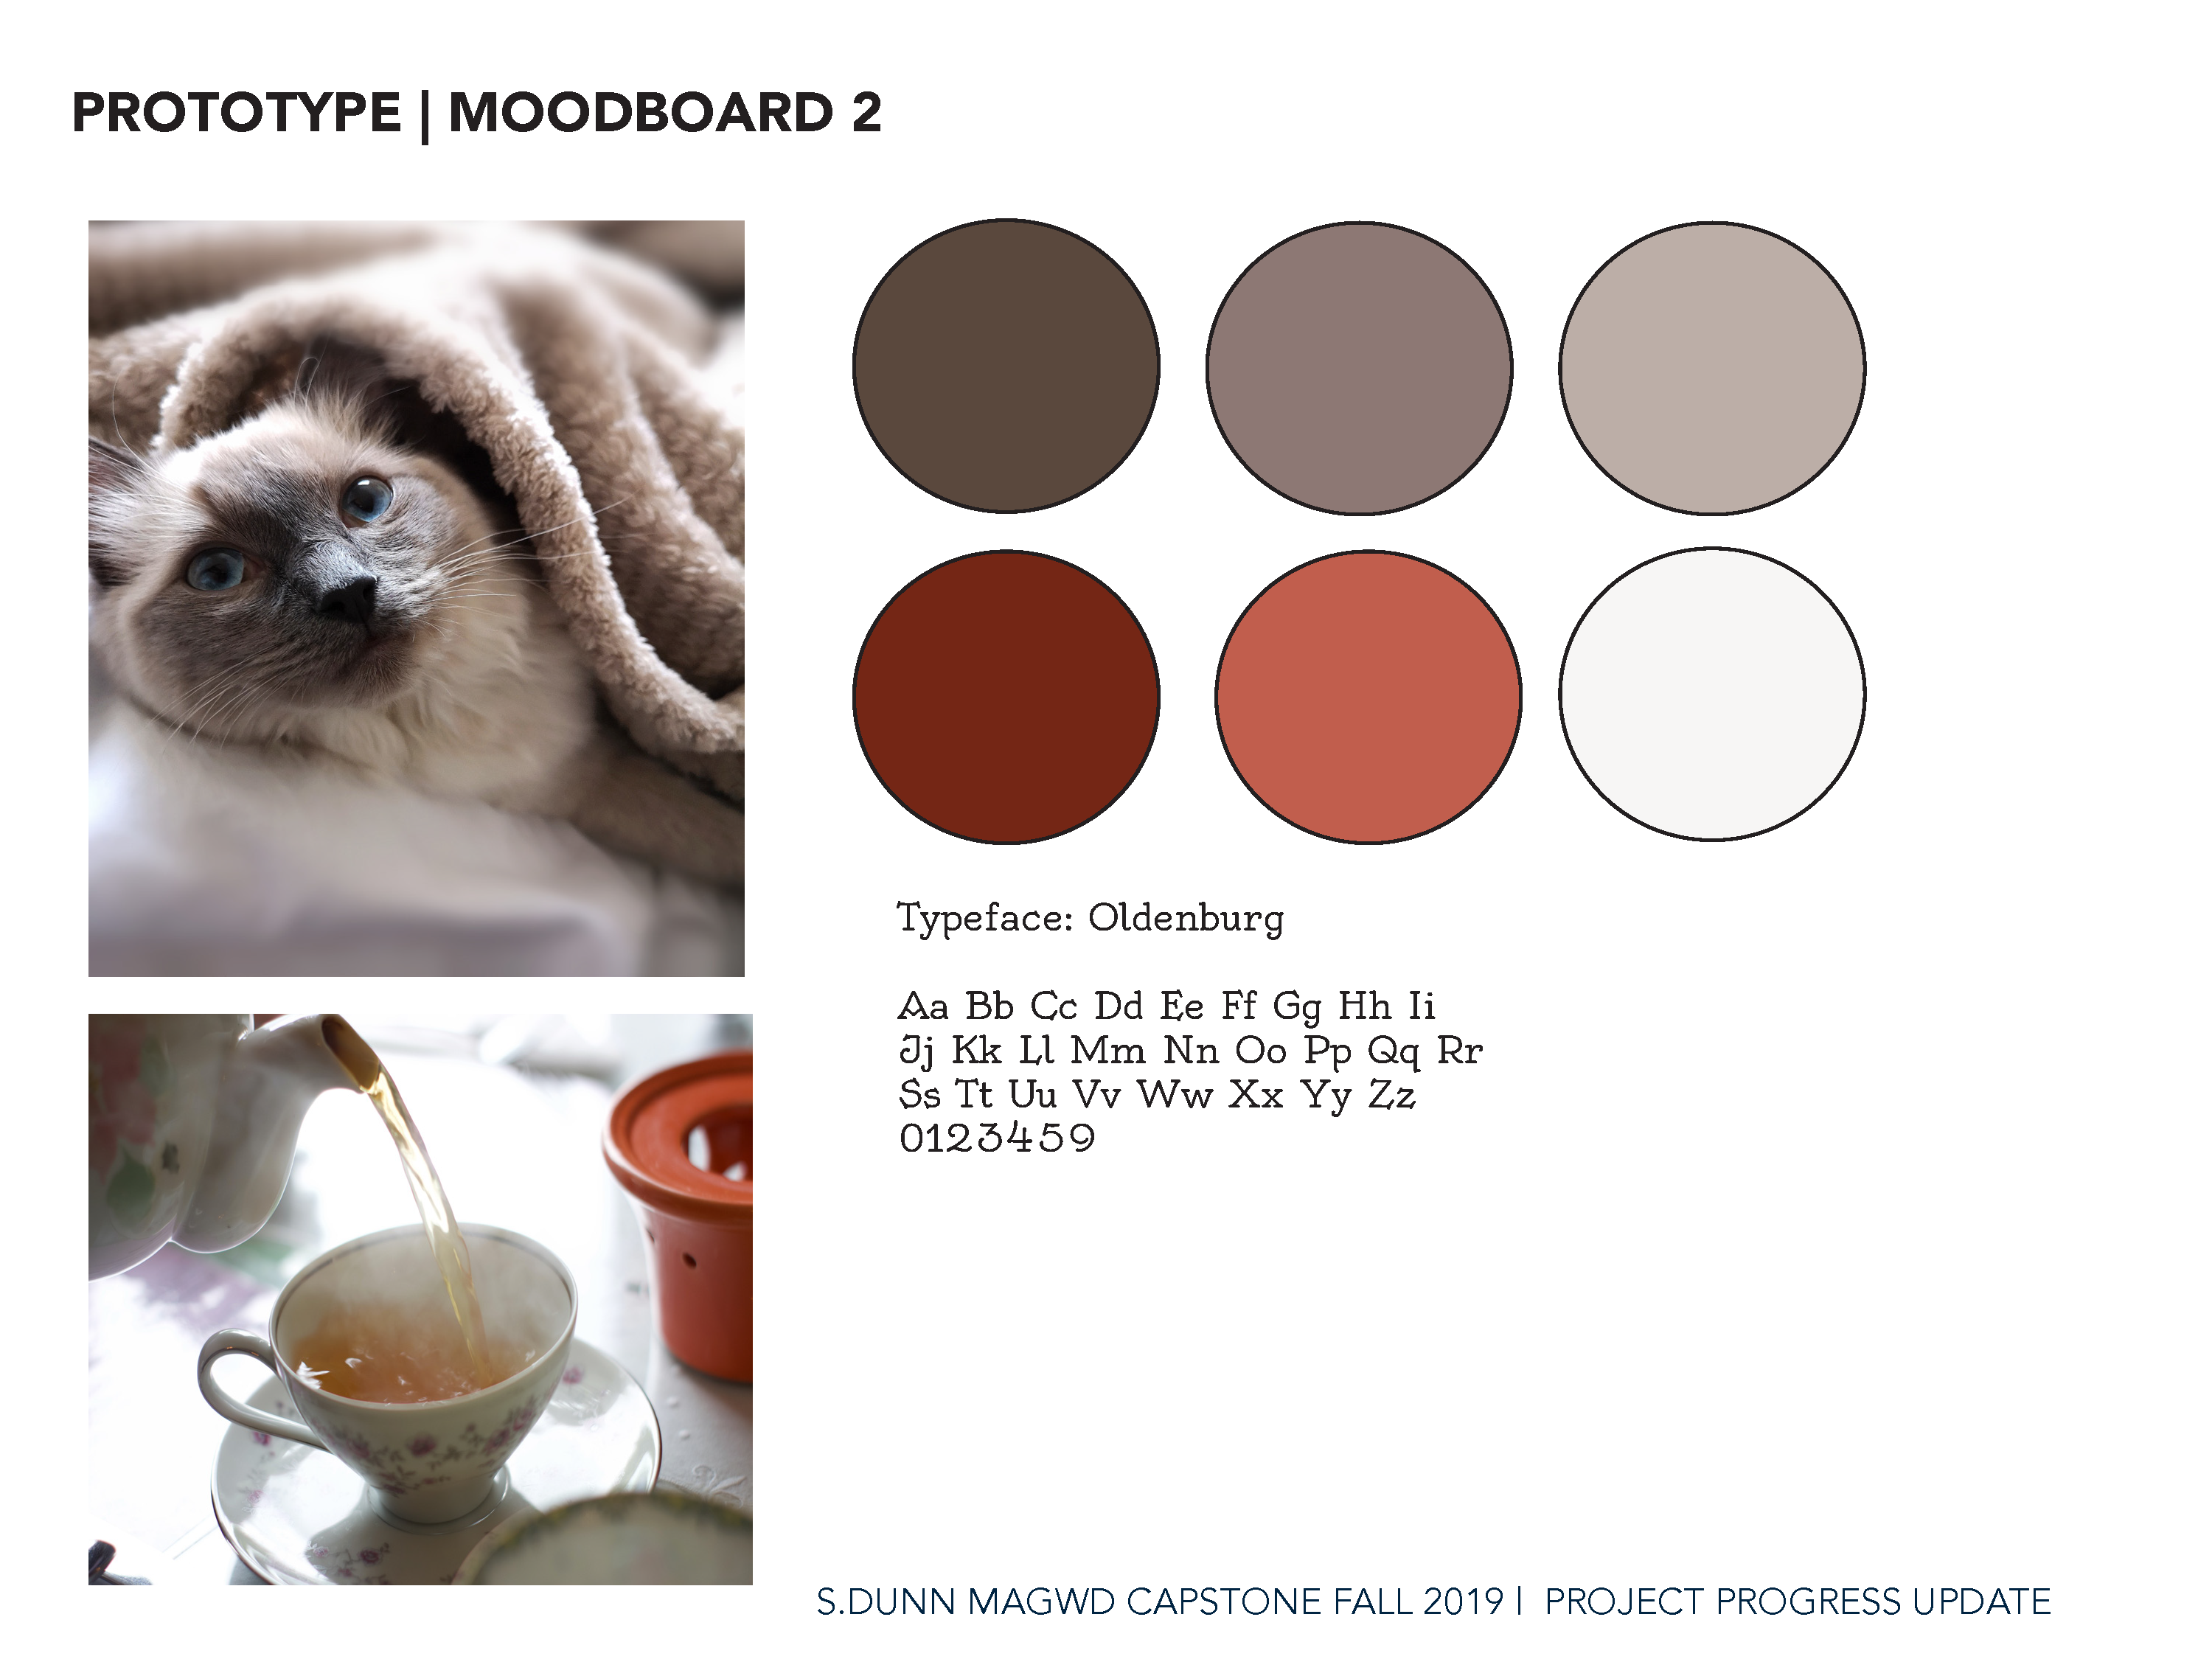 PROTOTYPE | MOODBOARD 2
Typeface: Oldenburg
Aa Bb Cc Dd Ee Ff Gg Hh Ii
Jj Kk Ll Mm Nn Oo Pp Qq Rr
Ss Tt Uu Vv Ww Xx Yy Zz
0123459
S.DUNN MAGWD CAPSTONE FALL 2019 | PROJECT PROGRESS UPDATE